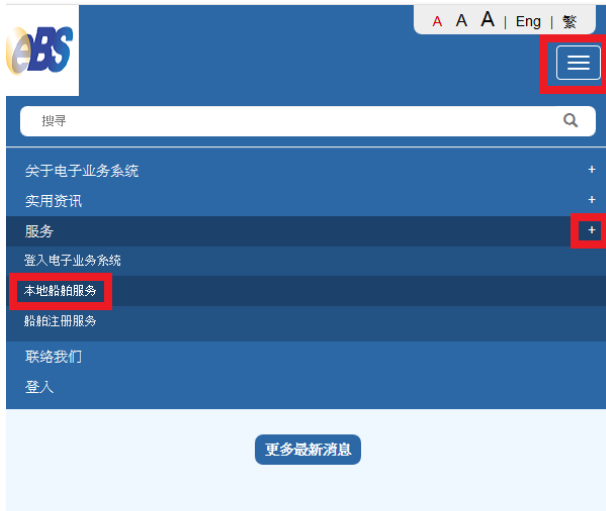 A A A | Eng | 繁
eBS
搜寻
关于电子业务系统 +
实用资讯 +
服务 +
登入电子业务系统
本地船舶服务
船舶注册服务
联络我们
登入
更多最新消息